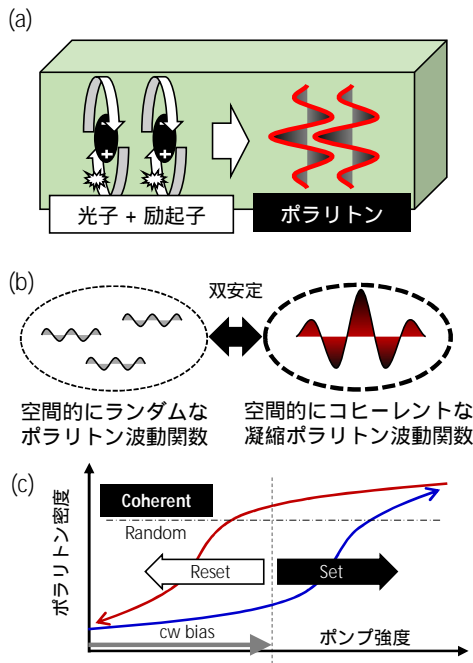 (a)
+ +
光子 + 励起子
ポラリトン
(b)
双安定
空間的にランダムな
ポラリトン波動関数
空間的にコヒーレントな
凝縮ポラリトン波動関数
(c)
Coherent
Random
Reset
Set
cw bias
ポンプ強度
ポラリトン密度